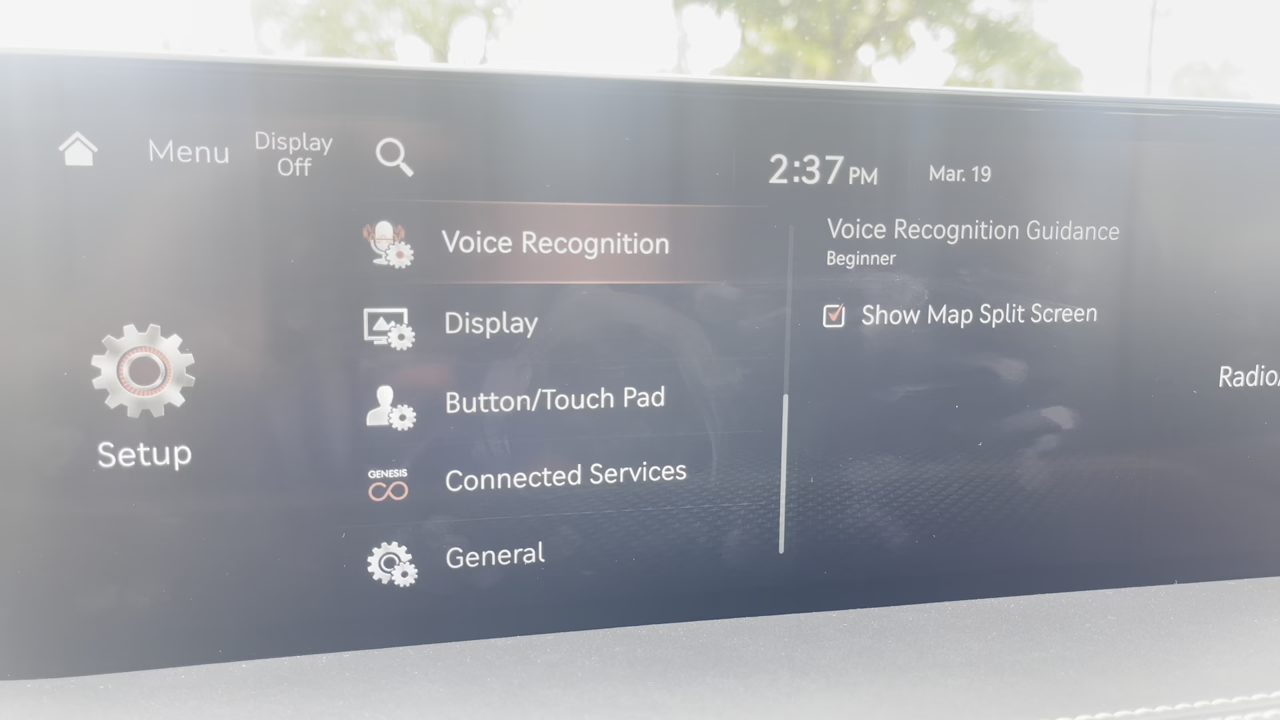 Menu
Display
Off
2:37 PM
Mar. 19
Setup
Voice Recognition
Display
Button/Touch Pad
GENESIS
Connected Services
General
Voice Recognition Guidance
Beginner
Show Map Split Screen
Radio/